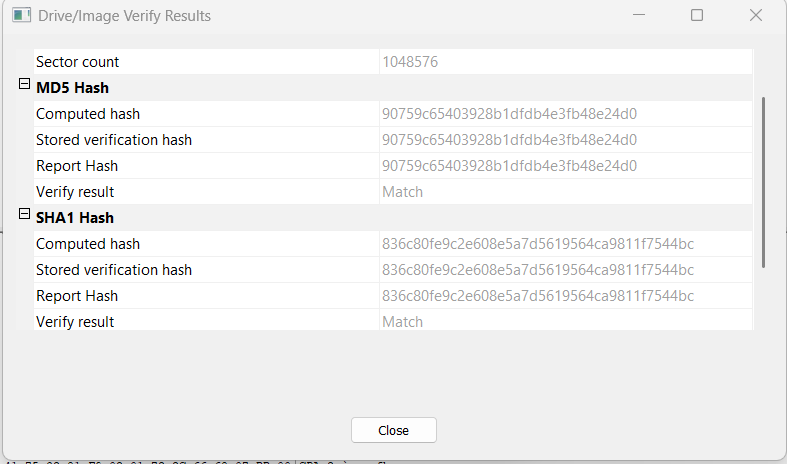 Drive/Image Verify Results
Sector count 1048576
MD5 Hash
Computed hash 90759c65403928b1dfdb4e3fb48e24d0
Stored verification hash 90759c65403928b1dfdb4e3fb48e24d0
Report Hash 90759c65403928b1dfdb4e3fb48e24d0
Verify result Match
SHA1 Hash
Computed hash 836c80fe9c2e608e5a7d5619564ca9811f7544bc
Stored verification hash 836c80fe9c2e608e5a7d5619564ca9811f7544bc
Report Hash 836c80fe9c2e608e5a7d5619564ca9811f7544bc
Verify result Match
Close